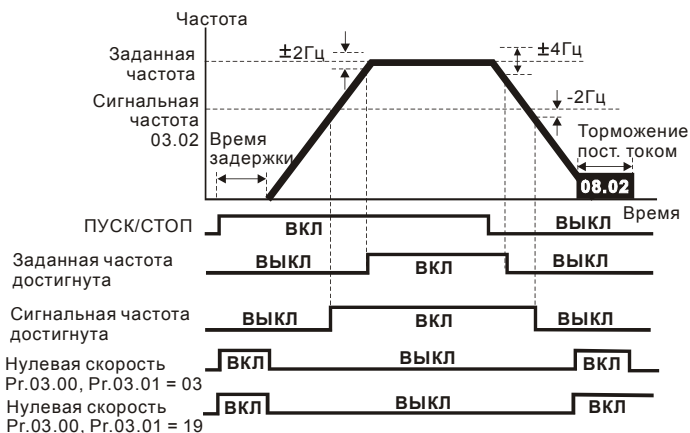 Частота
Заданная
частота
±2Гц
±4Гц
Сигнальная
частота
03.02
-2Гц
Время
задержки
Торможение
пост. током
08.02
Время
ПУСК/СТОП
ВКЛ
ВЫКЛ
Заданная частота
достигнута
ВЫКЛ
ВКЛ
ВЫКЛ
Сигнальная частота
достигнута
ВЫКЛ
ВКЛ
ВЫКЛ
Нулевая скорость
Pr.03.00, Pr.03.01 = 03
ВКЛ
ВЫКЛ
ВКЛ
Нулевая скорость
Pr.03.00, Pr.03.01 = 19
ВКЛ
ВЫКЛ
ВКЛ